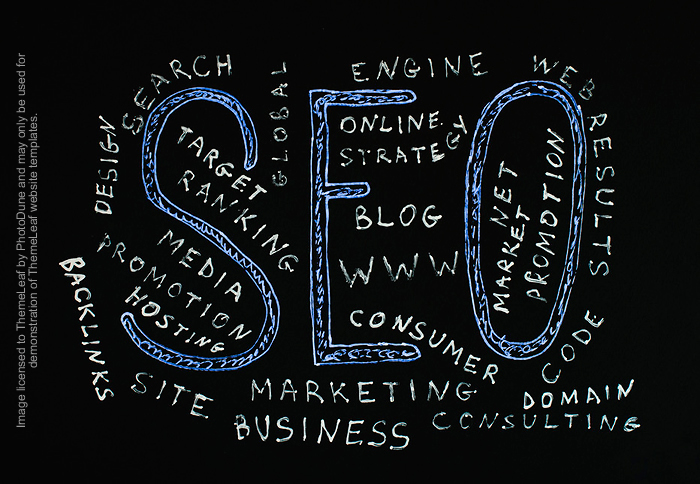 Image licensed to ThemeLeaf by PhotoDune and may only be used for
demonstration of ThemeLeaf website templates.
SEARCH
GLOBAL
ENGINE
WEB
RESULTS
DESIGN
SEO
TARGET
RANKING
MEDIA
PROMOTION
HOSTING
ONLINE
STRATEGY
BLOG
WWW
CONSUMER
NET
MARKET
PROMOTION
BACKLINKS
SITE
MARKETING
CODE
DOMAIN
BUSINESS
CONSULTING